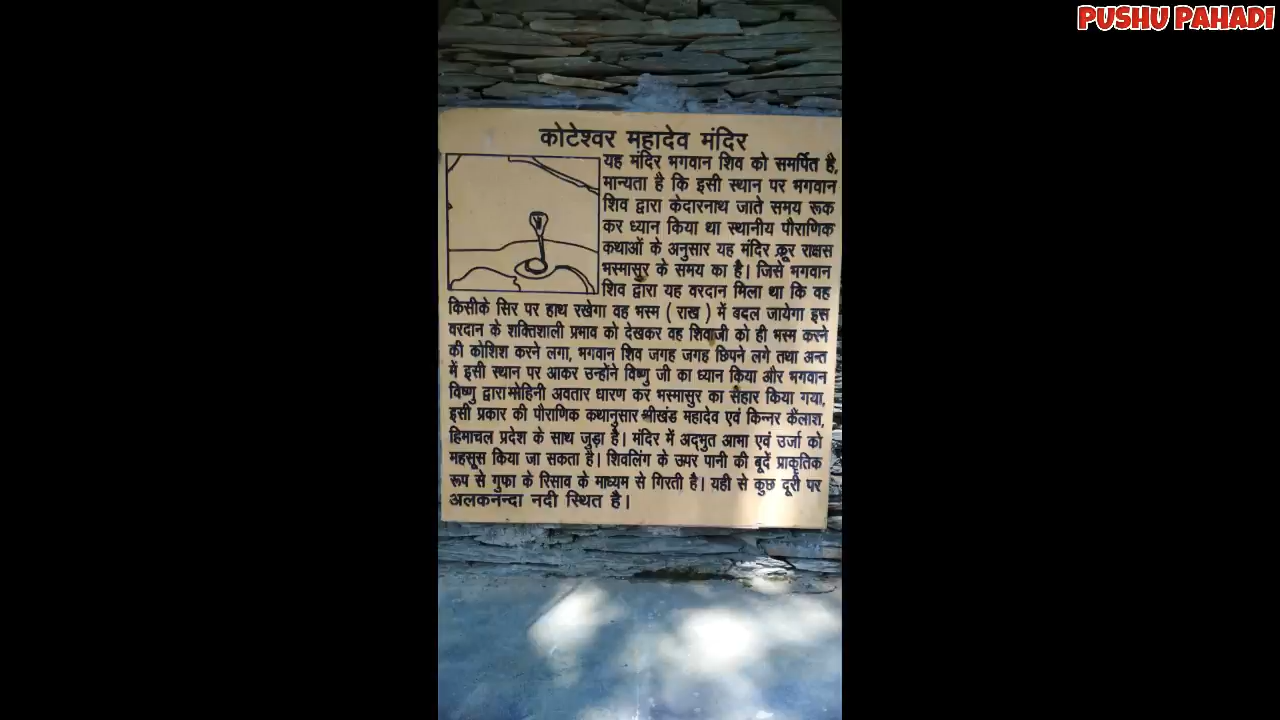 PUSHU PAHADI
कोटेश्वर महादेव मंदिर
यह मंदिर भगवान शिव को समर्पित है,
मान्यता है कि इसी स्थान पर भगवान
शिव द्वारा केदारनाथ जाते समय रूक
कर ध्यान किया था स्थानीय पौराणिक
कथाओं के अनुसार यह मंदिर क्रूर राक्षस
भस्मासुर के समय का है। जिसे भगवान
शिव द्वारा यह वरदान मिला था कि वह
किसीके सिर पर हाथ रखेगा वह भस्म ( राख ) में बदल जायेगा इस
वरदान के शक्तिशाली प्रभाव को देखकर वह शिवाजी को ही भस्म करने
की कोशिश करने लगा, भगवान शिव जगह जगह छिपने लगे तथा अन्त
में इसी स्थान पर आकर उन्होंने विष्णु जी का ध्यान किया और भगवान
विष्णु द्वारा मोहिनी अवतार धारण कर भस्मासुर का संहार किया गया,
इसी प्रकार की पौराणिक कथानुसार श्रीखंड महादेव एवं किन्नर कैलाश,
हिमाचल प्रदेश के साथ जुड़ा है। मंदिर में अद्भुत आभा एवं उर्जा को
महसूस किया जा सकता है। शिवलिंग के उपर पानी की बूदें प्राकृतिक
रूप से गुफा के रिसाव के माध्यम से गिरती है। यही से कुछ दूरी पर
अलकनन्दा नदी स्थित है।